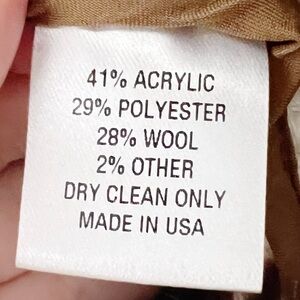 41% ACRYLIC
29% POLYESTER
28% WOOL
2% OTHER
DRY CLEAN ONLY
MADE IN USA